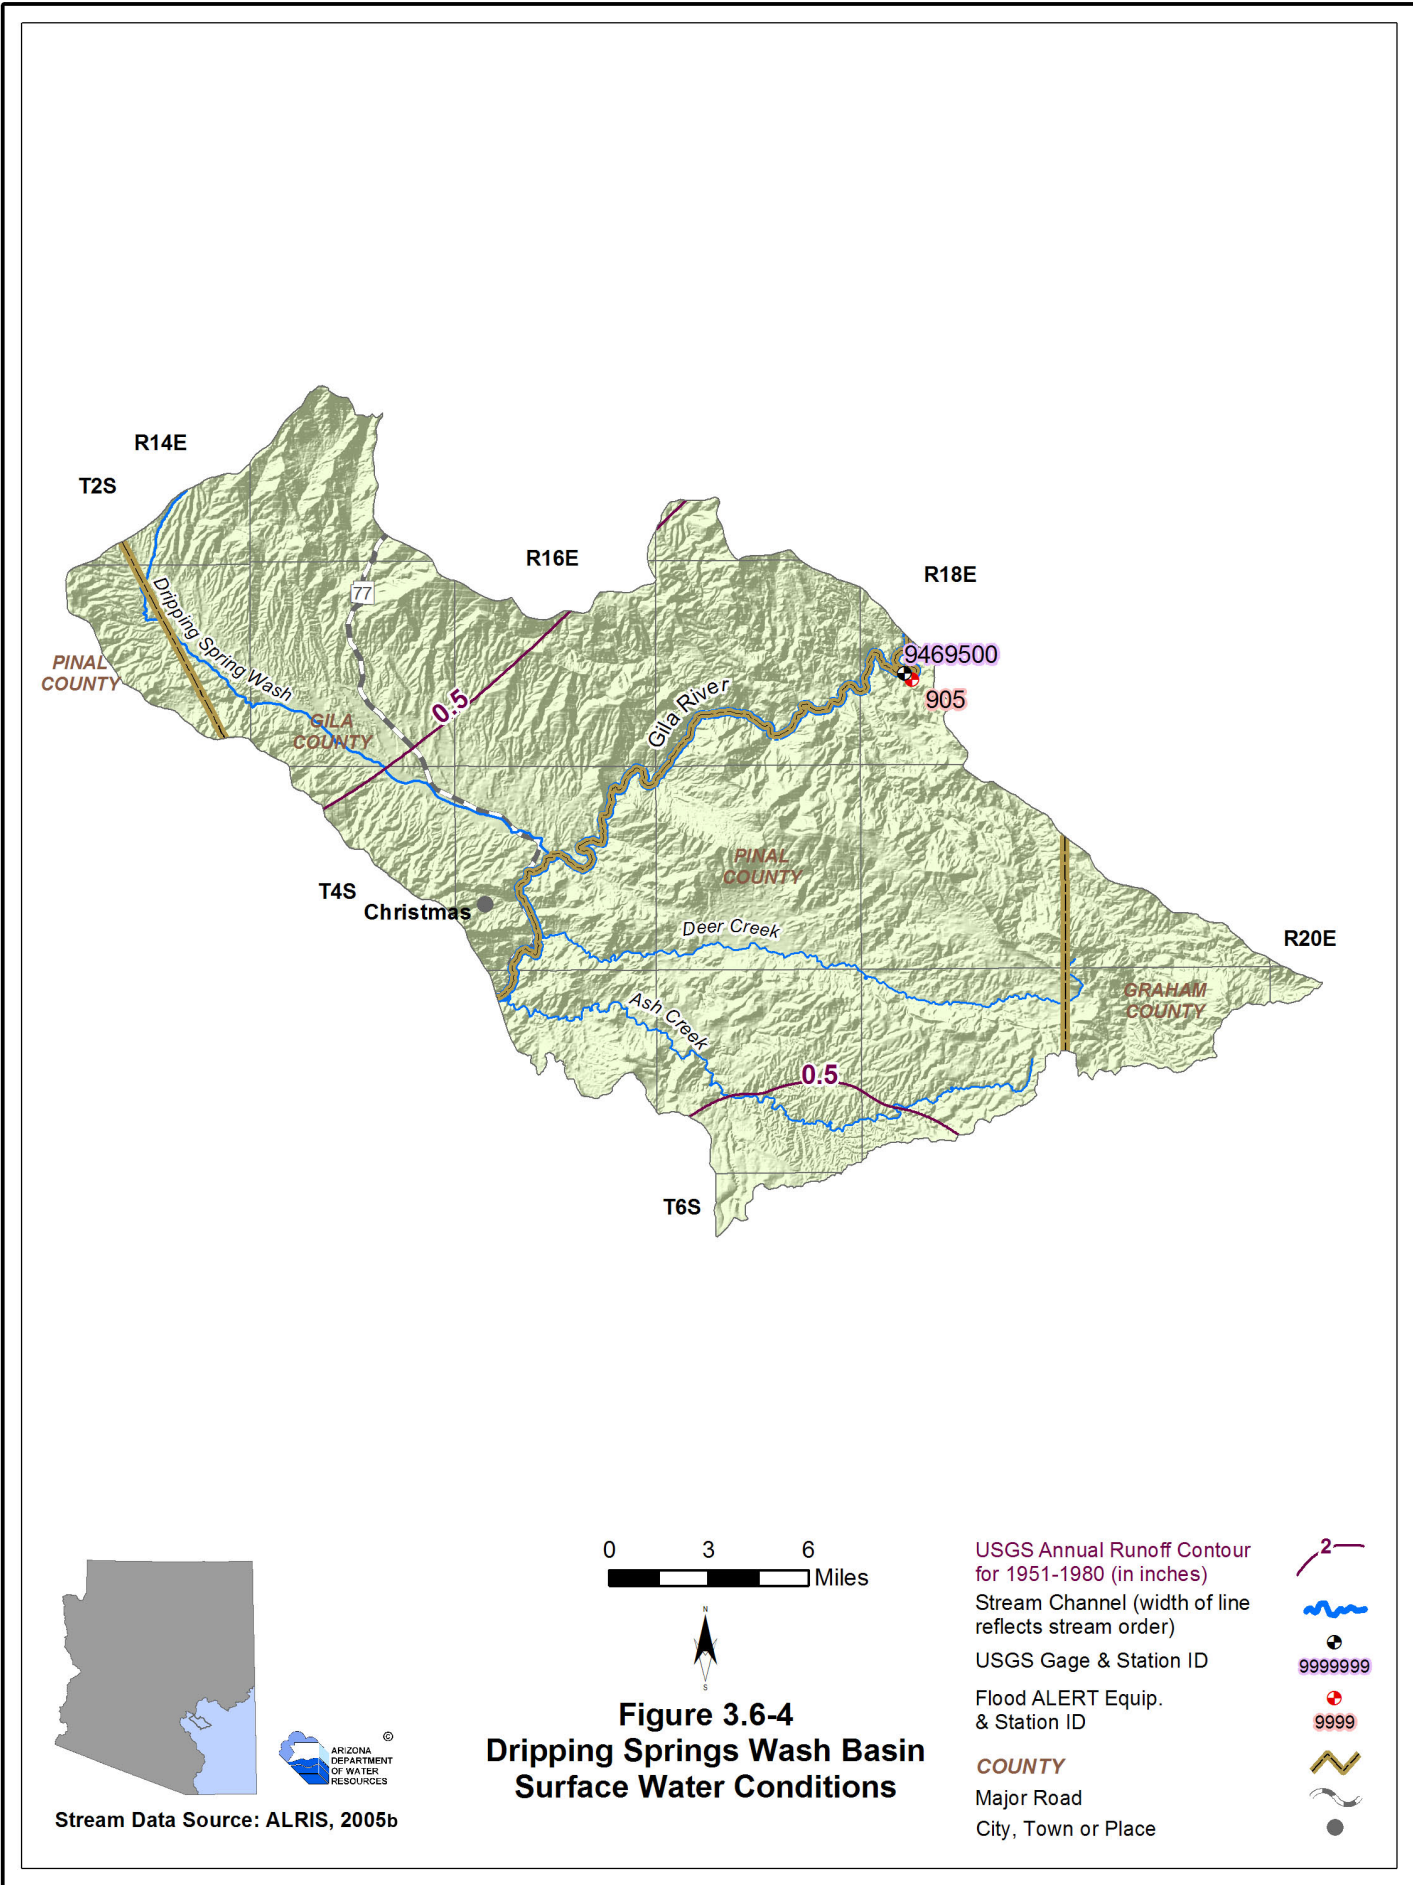 R14E
T2S
R16E
R18E
77
Dripping Spring Wash
9469500
PINAL
COUNTY
905
Gila River
0.5
GILA
COUNTY
PINAL
COUNTY
T4S
Christmas
Deer Creek
R20E
GRAHAM
COUNTY
Ash Creek
0.5
T6S
0 3 6
Miles
N
S
Figure 3.6-4
Dripping Springs Wash Basin
Surface Water Conditions
©
ARIZONA
DEPARTMENT
OF WATER
RESOURCES
Stream Data Source: ALRIS, 2005b
USGS Annual Runoff Contour
for 1951-1980 (in inches)
2
Stream Channel (width of line
reflects stream order)
USGS Gage & Station ID
9999999
Flood ALERT Equip.
& Station ID
9999
COUNTY
Major Road
City, Town or Place